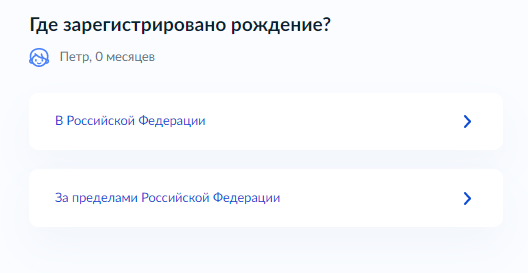 Где зарегистрировано рождение?
Петр, 0 месяцев
В Российской Федерации
За пределами Российской Федерации